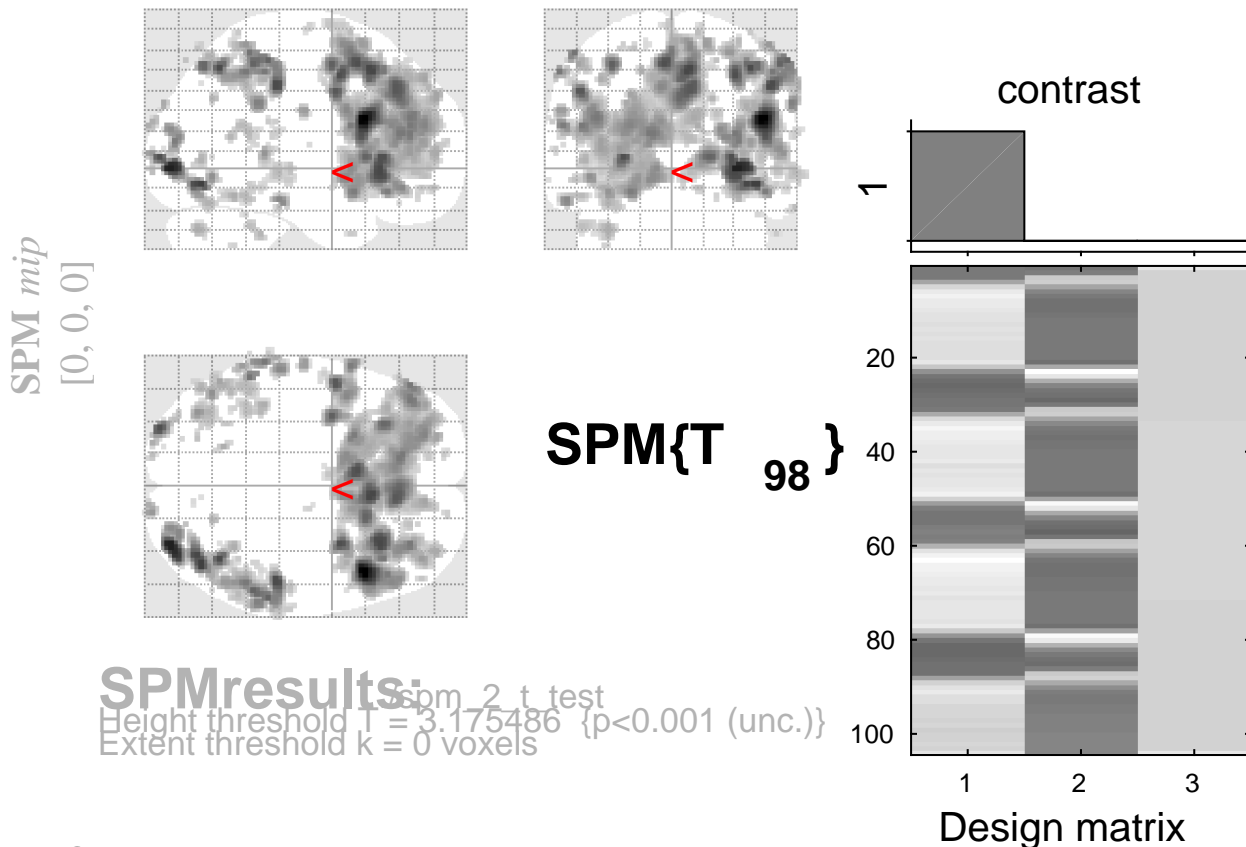 SPM mip
[0, 0, 0]
<
<
<
SPM{T 98 }
contrast
1
20
40
60
80
100
1 2 3
Design matrix
SPMresults: ./spm_2_t_test
Height threshold T = 3.175486 {p<0.001 (unc.)}
Extent threshold k = 0 voxels